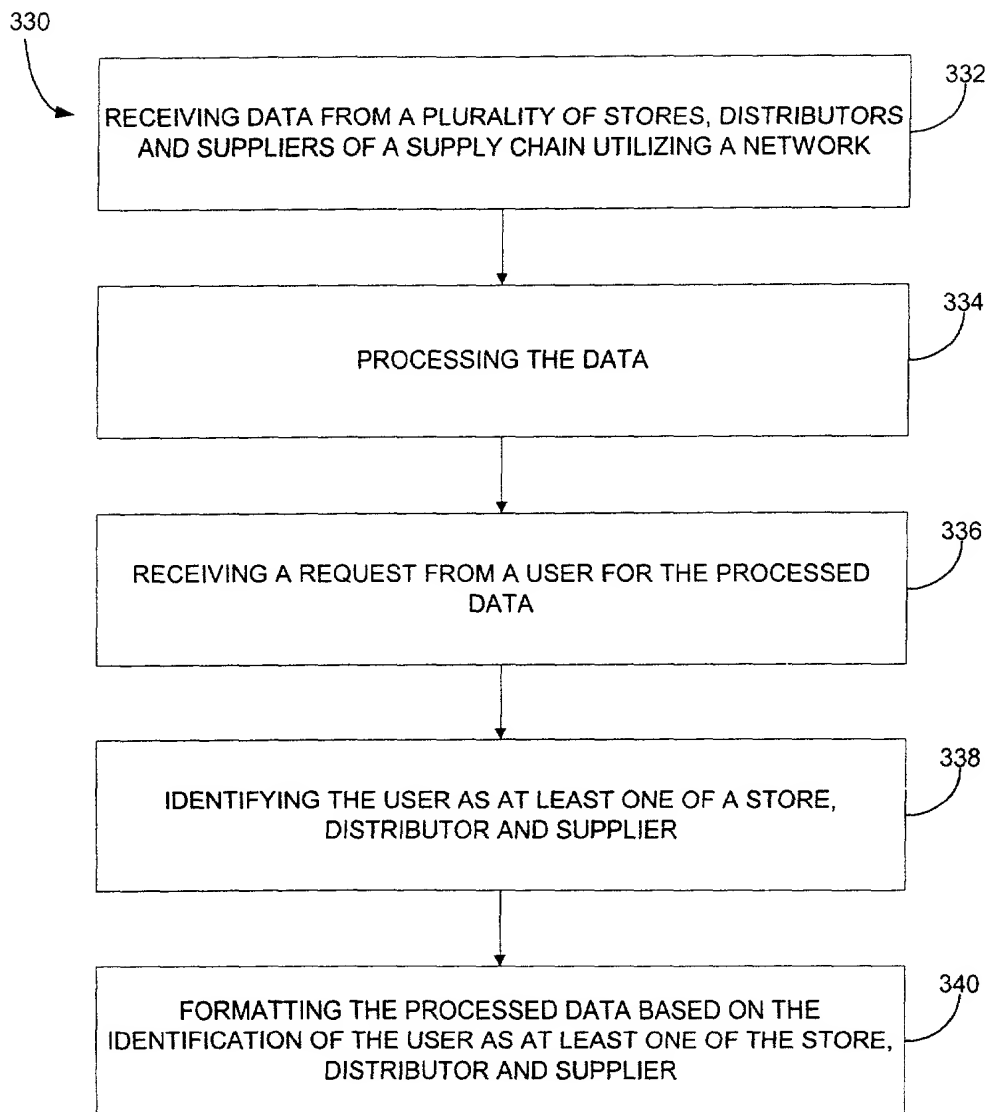 330
332
RECEIVING DATA FROM A PLURALITY OF STORES, DISTRIBUTORS
AND SUPPLIERS OF A SUPPLY CHAIN UTILIZING A NETWORK
334
PROCESSING THE DATA
336
RECEIVING A REQUEST FROM A USER FOR THE PROCESSED
DATA
338
IDENTIFYING THE USER AS AT LEAST ONE OF A STORE,
DISTRIBUTOR AND SUPPLIER
340
FORMATTING THE PROCESSED DATA BASED ON THE
IDENTIFICATION OF THE USER AS AT LEAST ONE OF THE STORE,
DISTRIBUTOR AND SUPPLIER